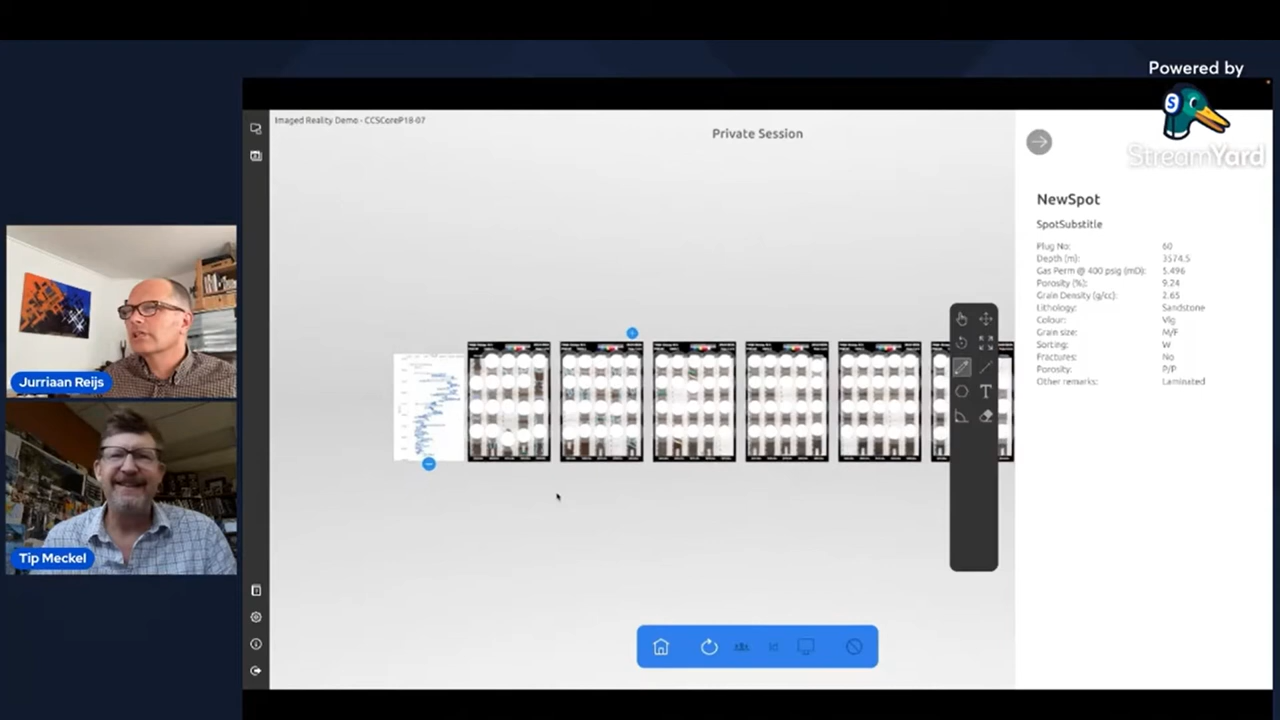 Powered by
StreamYard
Imaged Reality Demo - CCSCoreP18-07
Private Session
NewSpot
SpotSubstitle
Plug No: 60
Depth (m): 3574.5
Gas Perm @ 400 psig (mD): 5.496
Porosity (%): 9.24
Grain Density (g/cc): 2.65
Lithology: Sandstone
Colour: Vlg
Grain size: M/F
Sorting: W
Fractures: No
Porosity: P/P
Other remarks: Laminated
Jurriaan Reijs
Tip Meckel
T